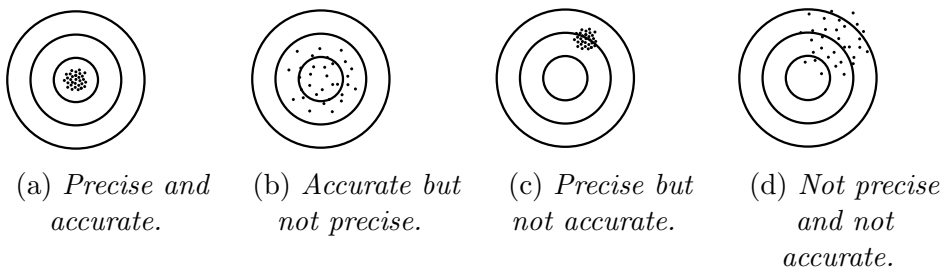 (a) Precise and
accurate.
(b) Accurate but
not precise.
(c) Precise but
not accurate.
(d) Not precise
and not
accurate.